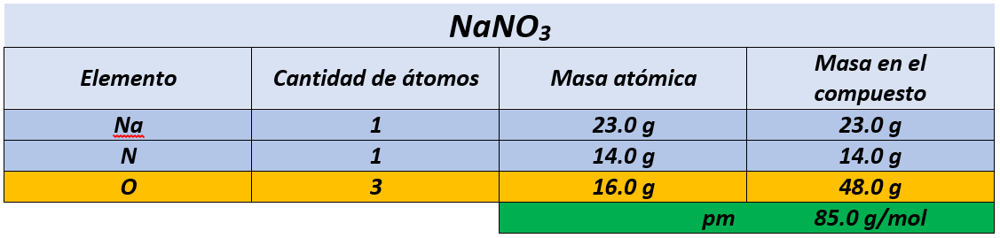 NaNO₃
Elemento Cantidad de átomos Masa atómica Masa en el compuesto
Na 1 23.0 g 23.0 g
N 1 14.0 g 14.0 g
O 3 16.0 g 48.0 g
pm 85.0 g/mol